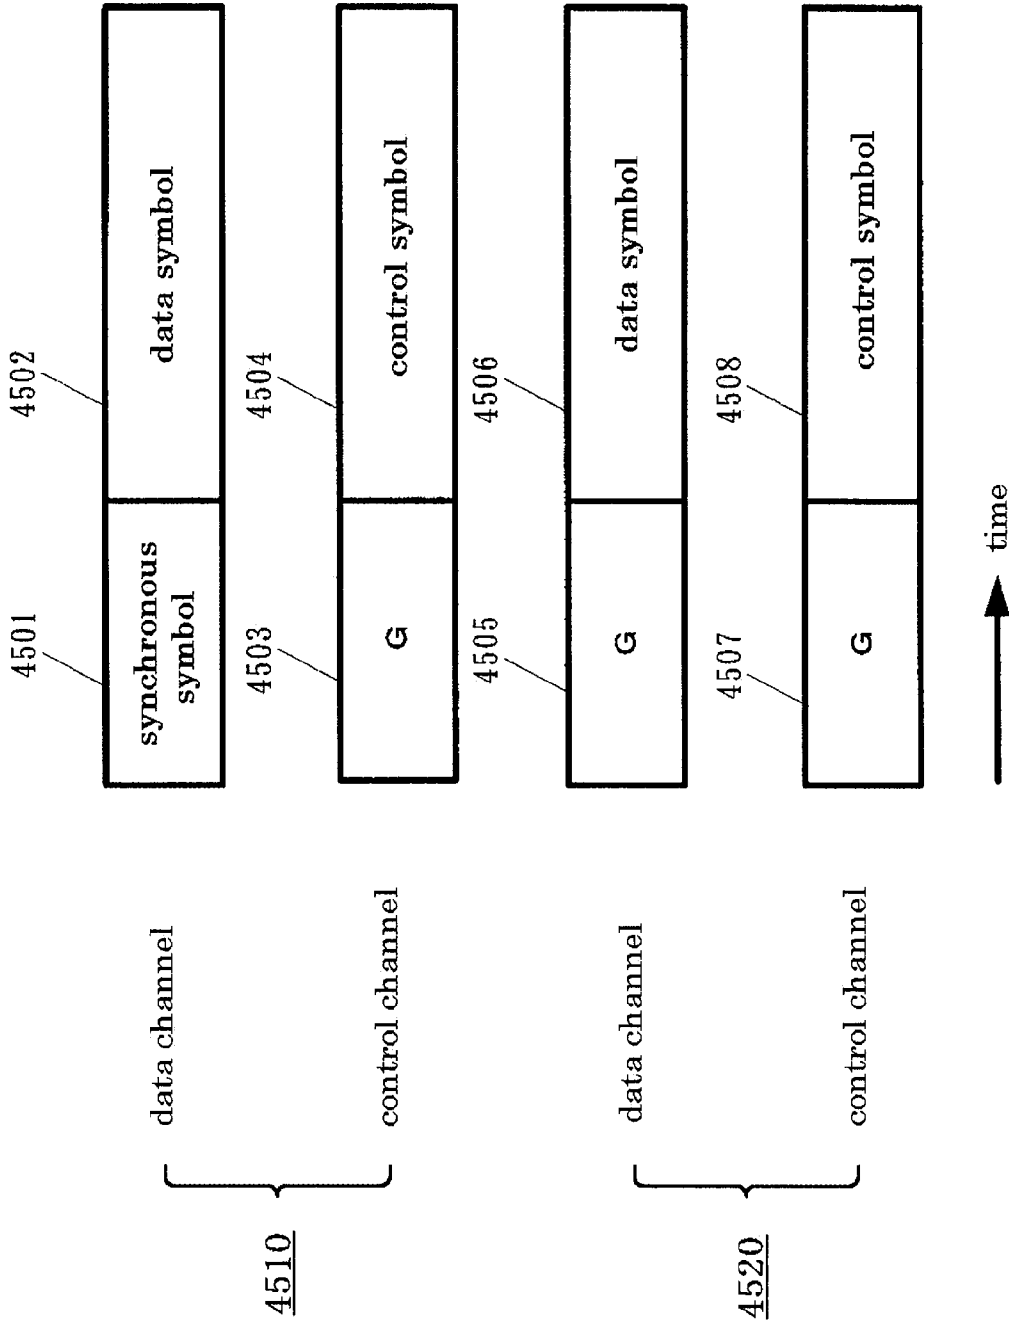 4501
4502
data channel
synchronous
symbol
data symbol
4510
4503
4504
control channel
G
control symbol
4505
4506
data channel
G
data symbol
4520
4507
4508
control channel
G
control symbol
time